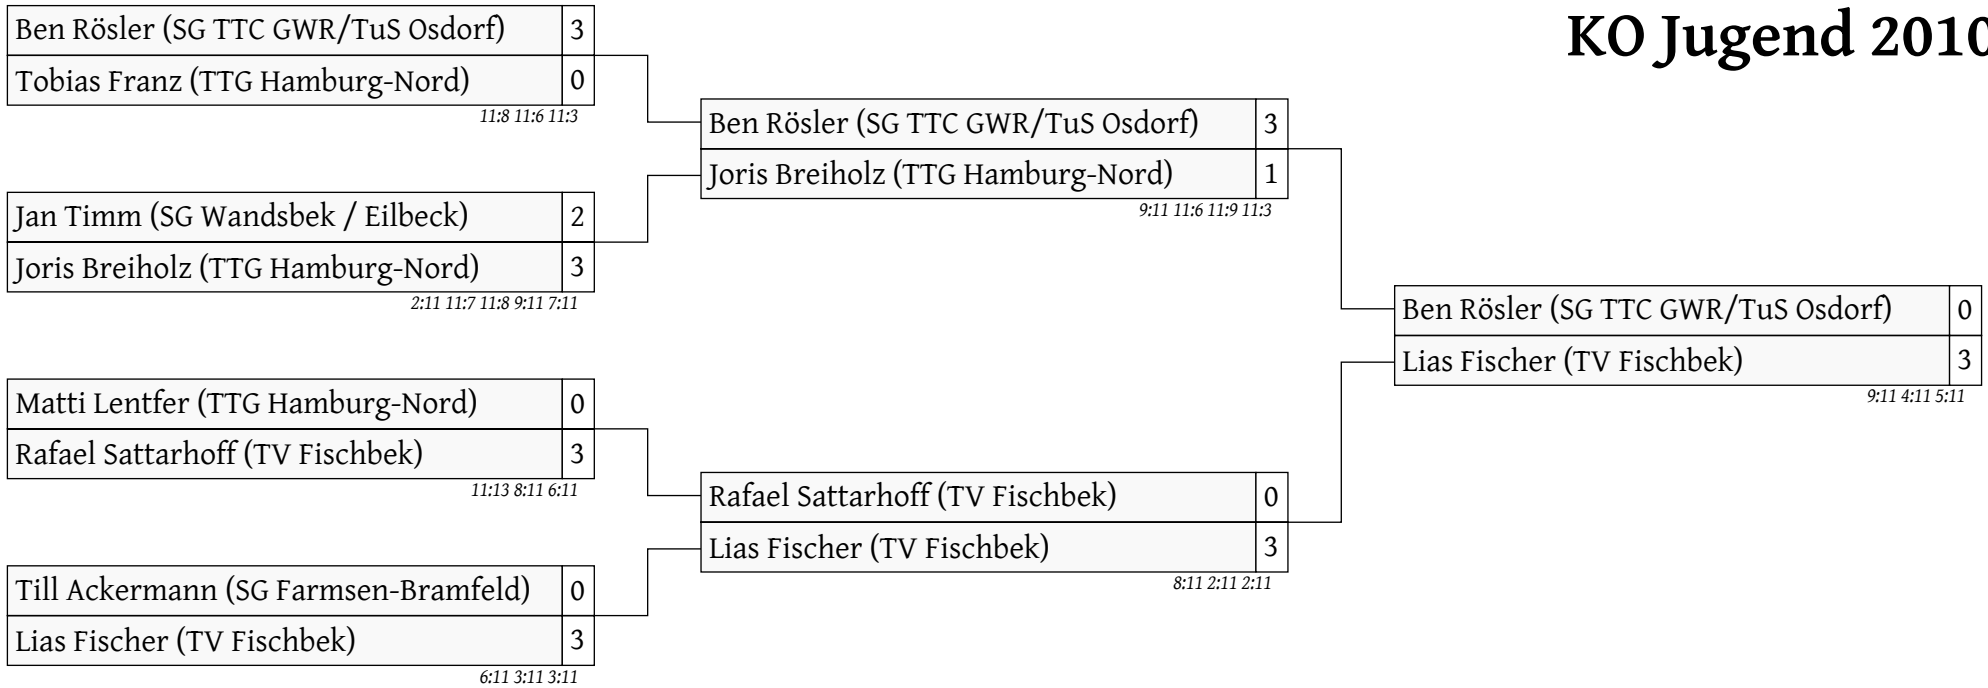 KO Jugend 2010
Ben Rösler (SG TTC GWR/TuS Osdorf) 3
Tobias Franz (TTG Hamburg-Nord) 0
11:8 11:6 11:3
Jan Timm (SG Wandsbek / Eilbeck) 2
Joris Breiholz (TTG Hamburg-Nord) 3
2:11 11:7 11:8 9:11 7:11
Matti Lentfer (TTG Hamburg-Nord) 0
Rafael Sattarhoff (TV Fischbek) 3
11:13 8:11 6:11
Till Ackermann (SG Farmsen-Bramfeld) 0
Lias Fischer (TV Fischbek) 3
6:11 3:11 3:11
Ben Rösler (SG TTC GWR/TuS Osdorf) 3
Joris Breiholz (TTG Hamburg-Nord) 1
9:11 11:6 11:9 11:3
Rafael Sattarhoff (TV Fischbek) 0
Lias Fischer (TV Fischbek) 3
8:11 2:11 2:11
Ben Rösler (SG TTC GWR/TuS Osdorf) 0
Lias Fischer (TV Fischbek) 3
9:11 4:11 5:11